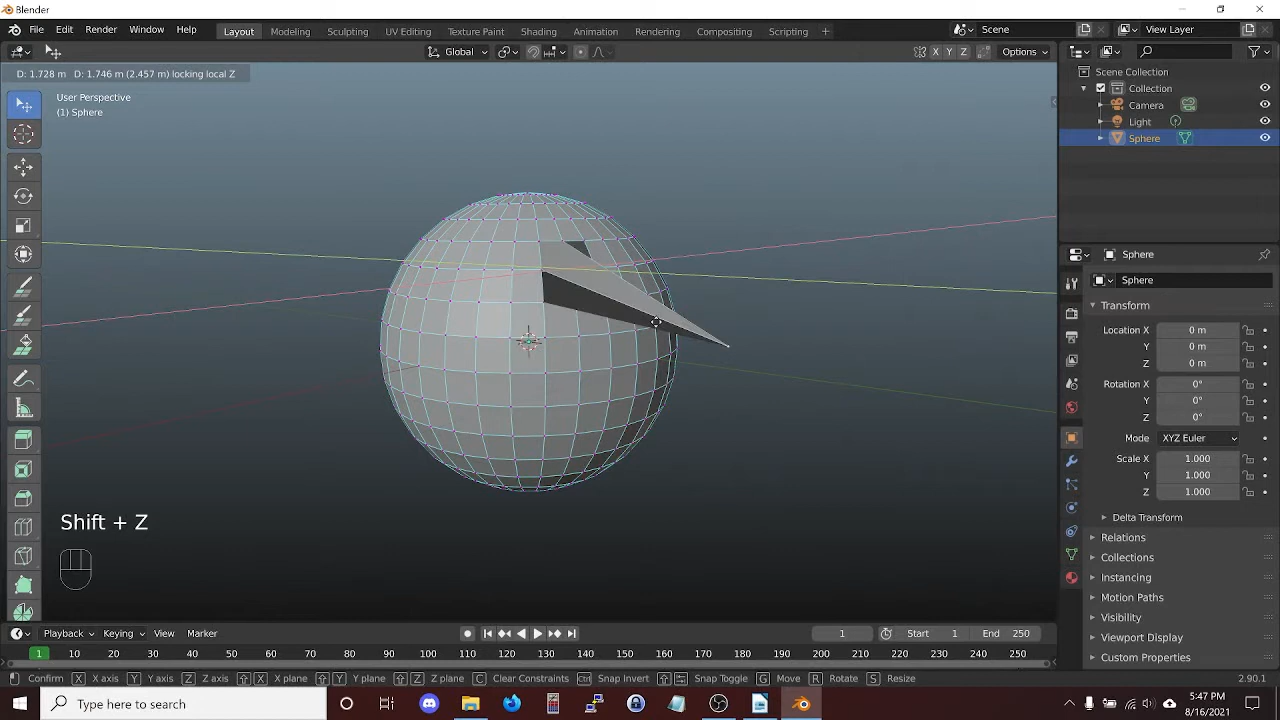 Blender
File Edit Render Window Help Layout Modeling Sculpting UV Editing Texture Paint Shading Animation Rendering Compositing Scripting + Scene View Layer
Global X Y Z Options
D: 1.728 m D: 1.746 m (2.457 m) locking local Z
User Perspective
(1) Sphere
Scene Collection
Collection
Camera
Light
Sphere
Sphere
Sphere
Transform
Location X 0 m
Y 0 m
Z 0 m
Rotation X 0°
Y 0°
Z 0°
Mode XYZ Euler
Scale X 1.000
Y 1.000
Z 1.000
Delta Transform
Relations
Collections
Instancing
Motion Paths
Visibility
Viewport Display
Custom Properties
Shift + Z
Playback Keying View Marker 1 Start 1 End 250
1 10 20 30 40 50 60 70 80 90 100 110 120 130 140 150 160 170 180 190 200 210 220 230 240 250
Confirm X X axis Y Y axis Z Z axis X X plane Y Y plane Z Z plane C Clear Constraints Ctrl Snap Invert Snap Toggle G Move R Rotate S Resize 2.90.1
Type here to search
5:47 PM
8/16/2021